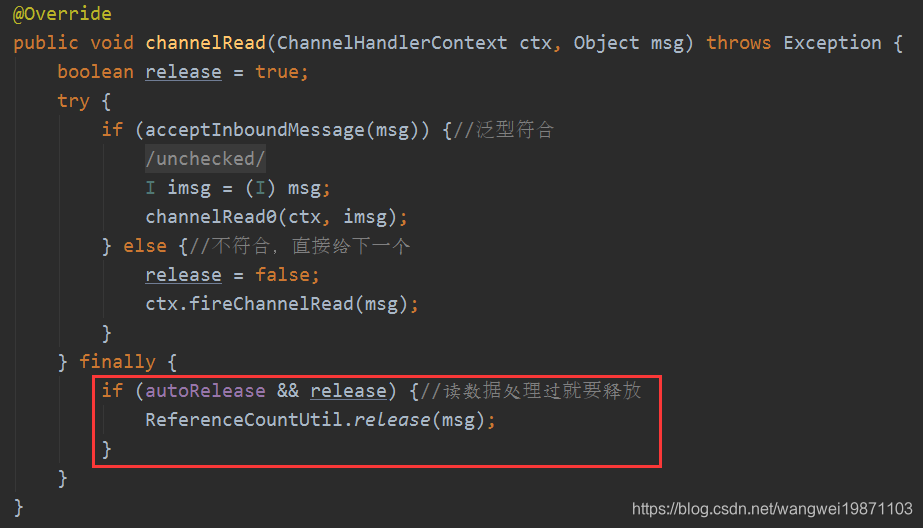 @Override
public void channelRead(ChannelHandlerContext ctx, Object msg) throws Exception {
    boolean release = true;
    try {
        if (acceptInboundMessage(msg)) {//泛型符合
            /unchecked/
            I imsg = (I) msg;
            channelRead0(ctx, imsg);
        } else {//不符合，直接给下一个
            release = false;
            ctx.fireChannelRead(msg);
        }
    } finally {
        if (autoRelease && release) {//读数据处理过就要释放
            ReferenceCountUtil.release(msg);
        }
    }
}
https://blog.csdn.net/wangwei19871103